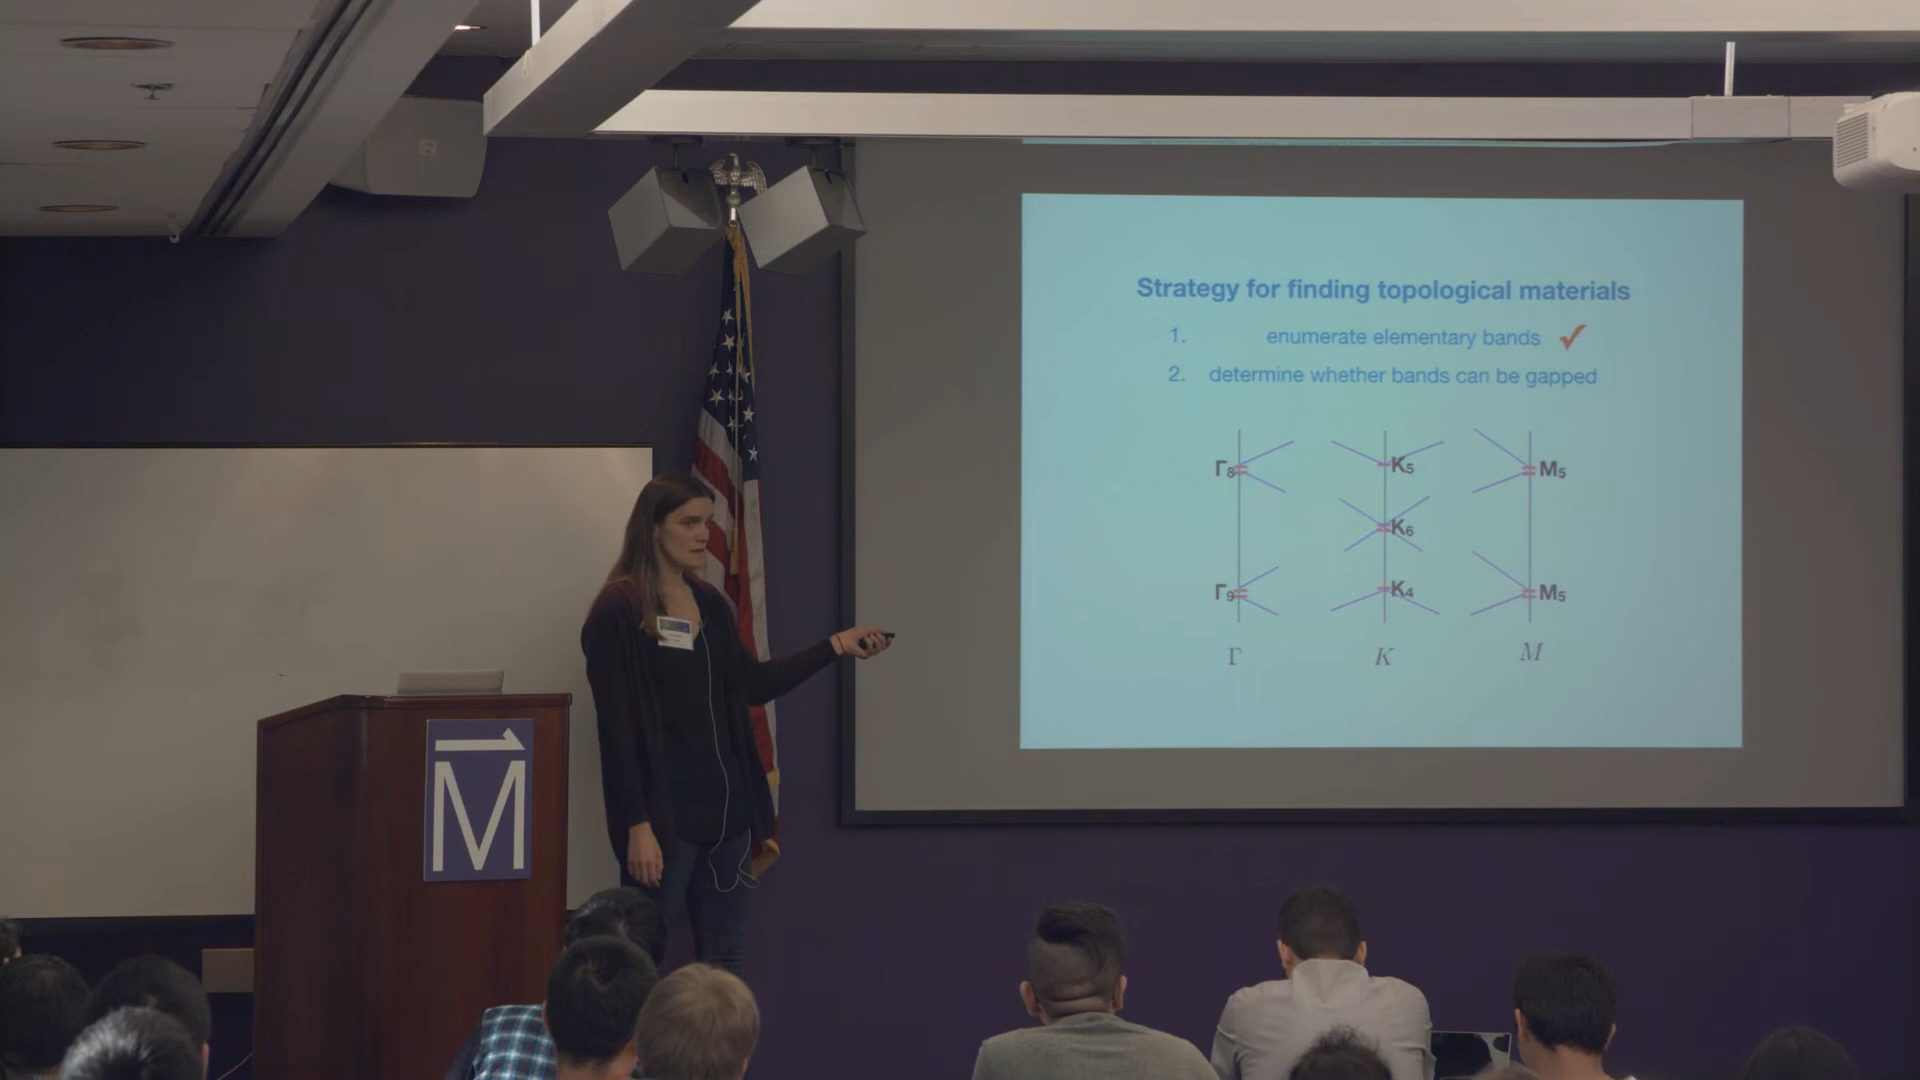 Strategy for finding topological materials
1. enumerate elementary bands ✓
2. determine whether bands can be gapped
Γ8 K5 M5
K6
Γ9 K4 M5
Γ K M
M